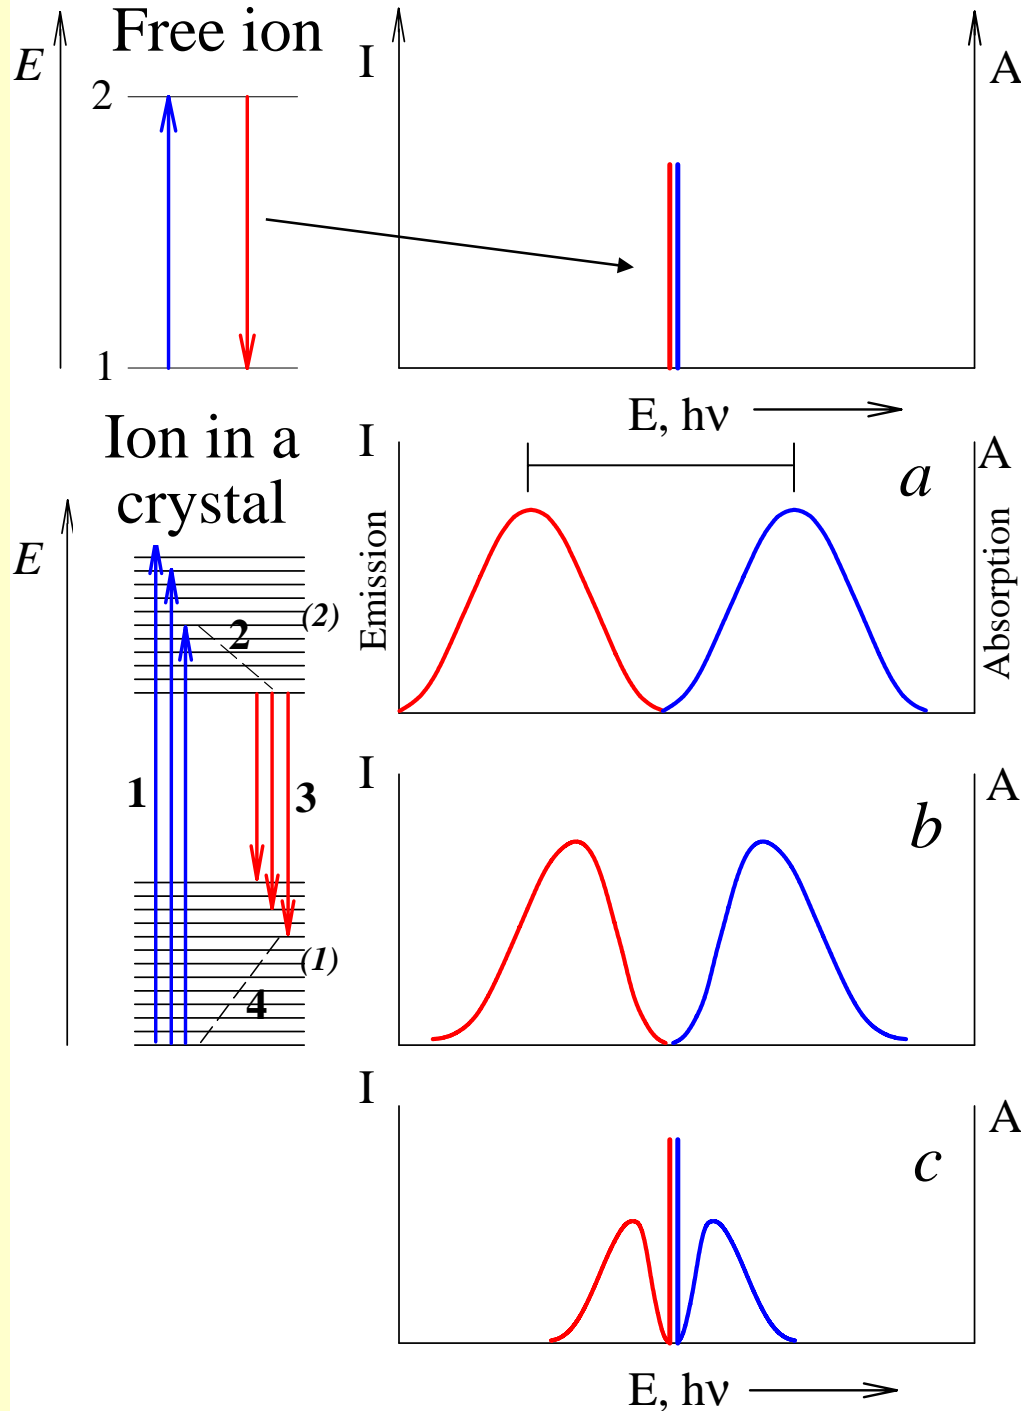 Free ion
E
2
1
I
A
E, hν
Ion in a
crystal
E
(2)
2
1
3
(1)
4
I
A
a
Emission
Absorption
I
A
b
I
A
c
E, hν